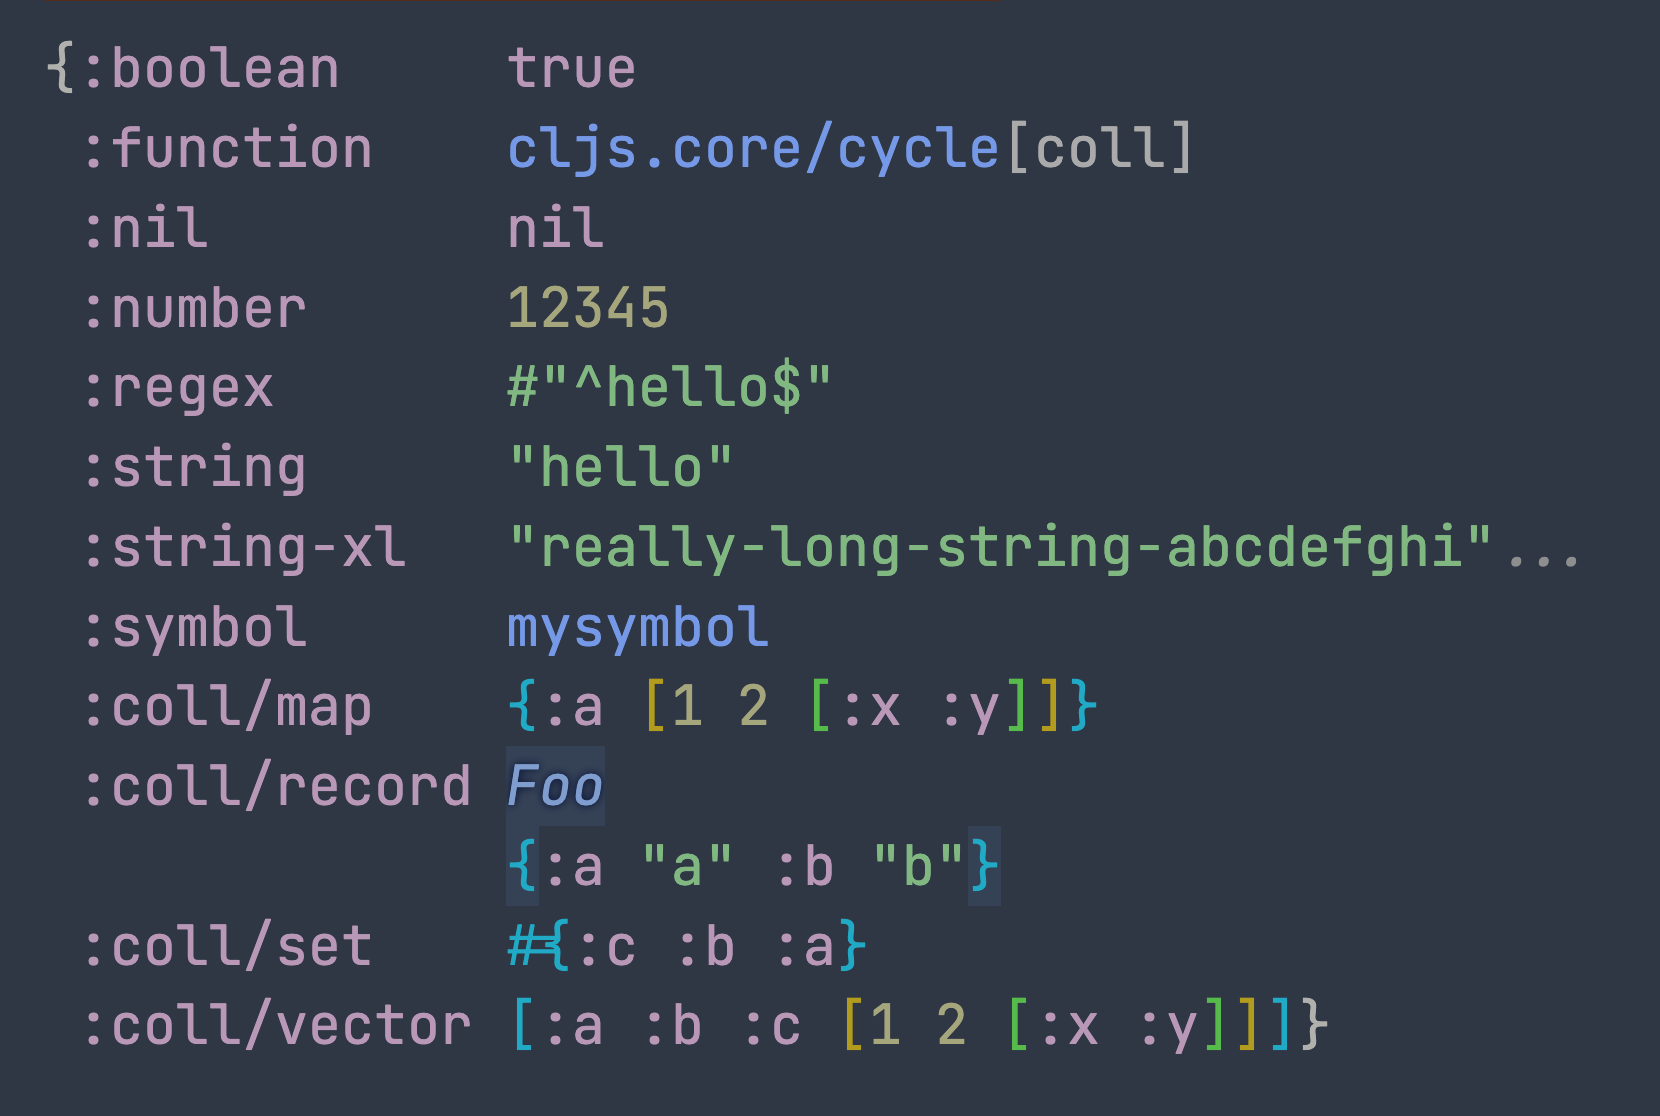 {:boolean     true
 :function    cljs.core/cycle[coll]
 :nil         nil
 :number      12345
 :regex       #"^hello$"
 :string      "hello"
 :string-xl   "really-long-string-abcdefghi"...
 :symbol      mysymbol
 :coll/map    {:a [1 2 [:x :y]]}
 :coll/record Foo
              {:a "a" :b "b"}
 :coll/set    #{:c :b :a}
 :coll/vector [:a :b :c [1 2 [:x :y]]]}